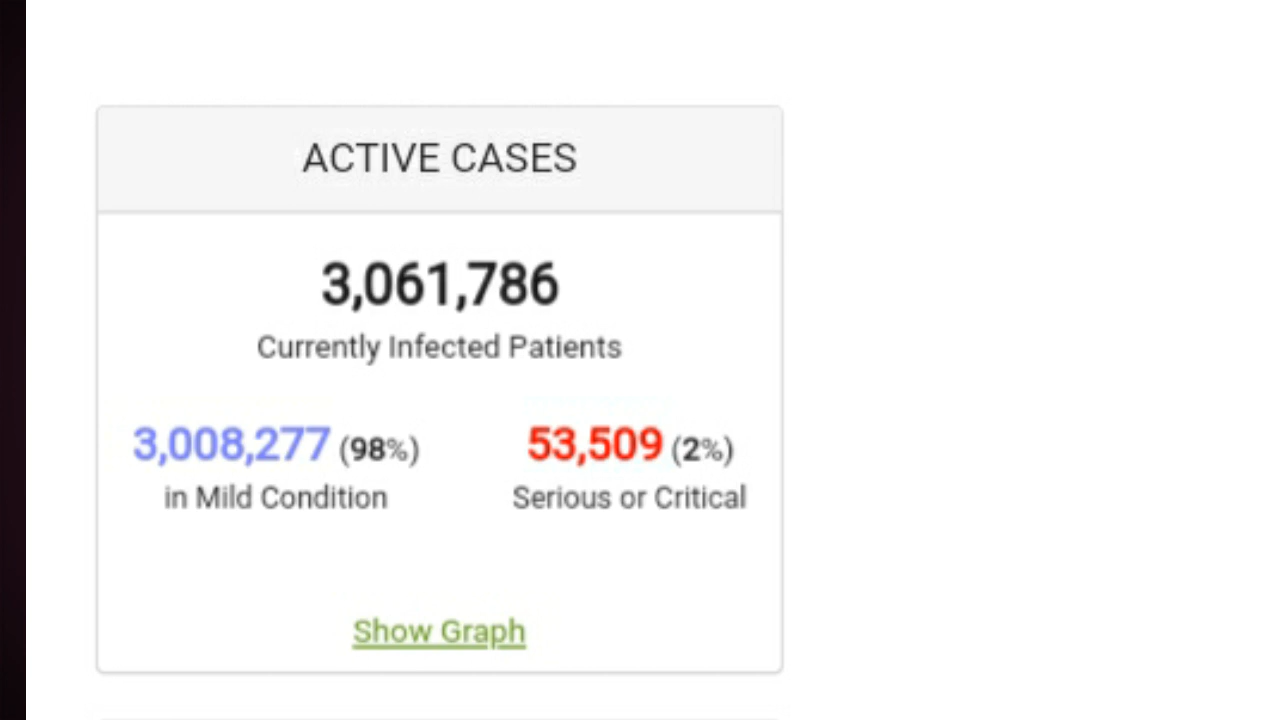 ACTIVE CASES
3,061,786
Currently Infected Patients
3,008,277 (98%) 53,509 (2%)
in Mild Condition Serious or Critical
Show Graph